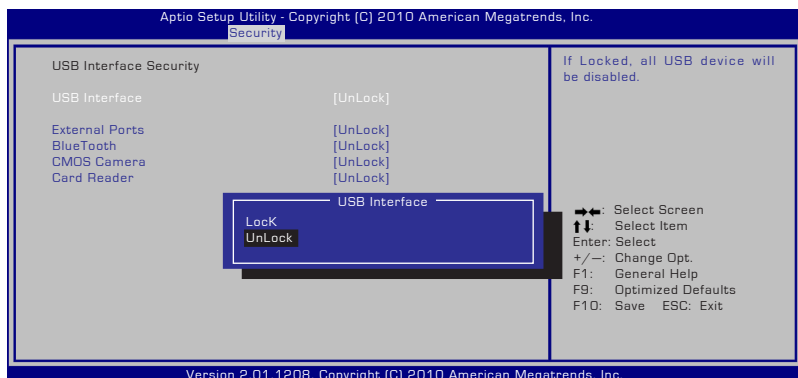 Aptio Setup Utility - Copyright (C) 2010 American Megatrends, Inc.
Security
USB Interface Security
USB Interface [UnLock]
External Ports [UnLock]
BlueTooth [UnLock]
CMOS Camera [UnLock]
Card Reader [UnLock]
USB Interface
LocK
UnLock
If Locked, all USB device will
be disabled.
→←: Select Screen
↑↓: Select Item
Enter: Select
+/—: Change Opt.
F1: General Help
F9: Optimized Defaults
F10: Save ESC: Exit
Version 2.01.1208. Copyright (C) 2010 American Megatrends, Inc.